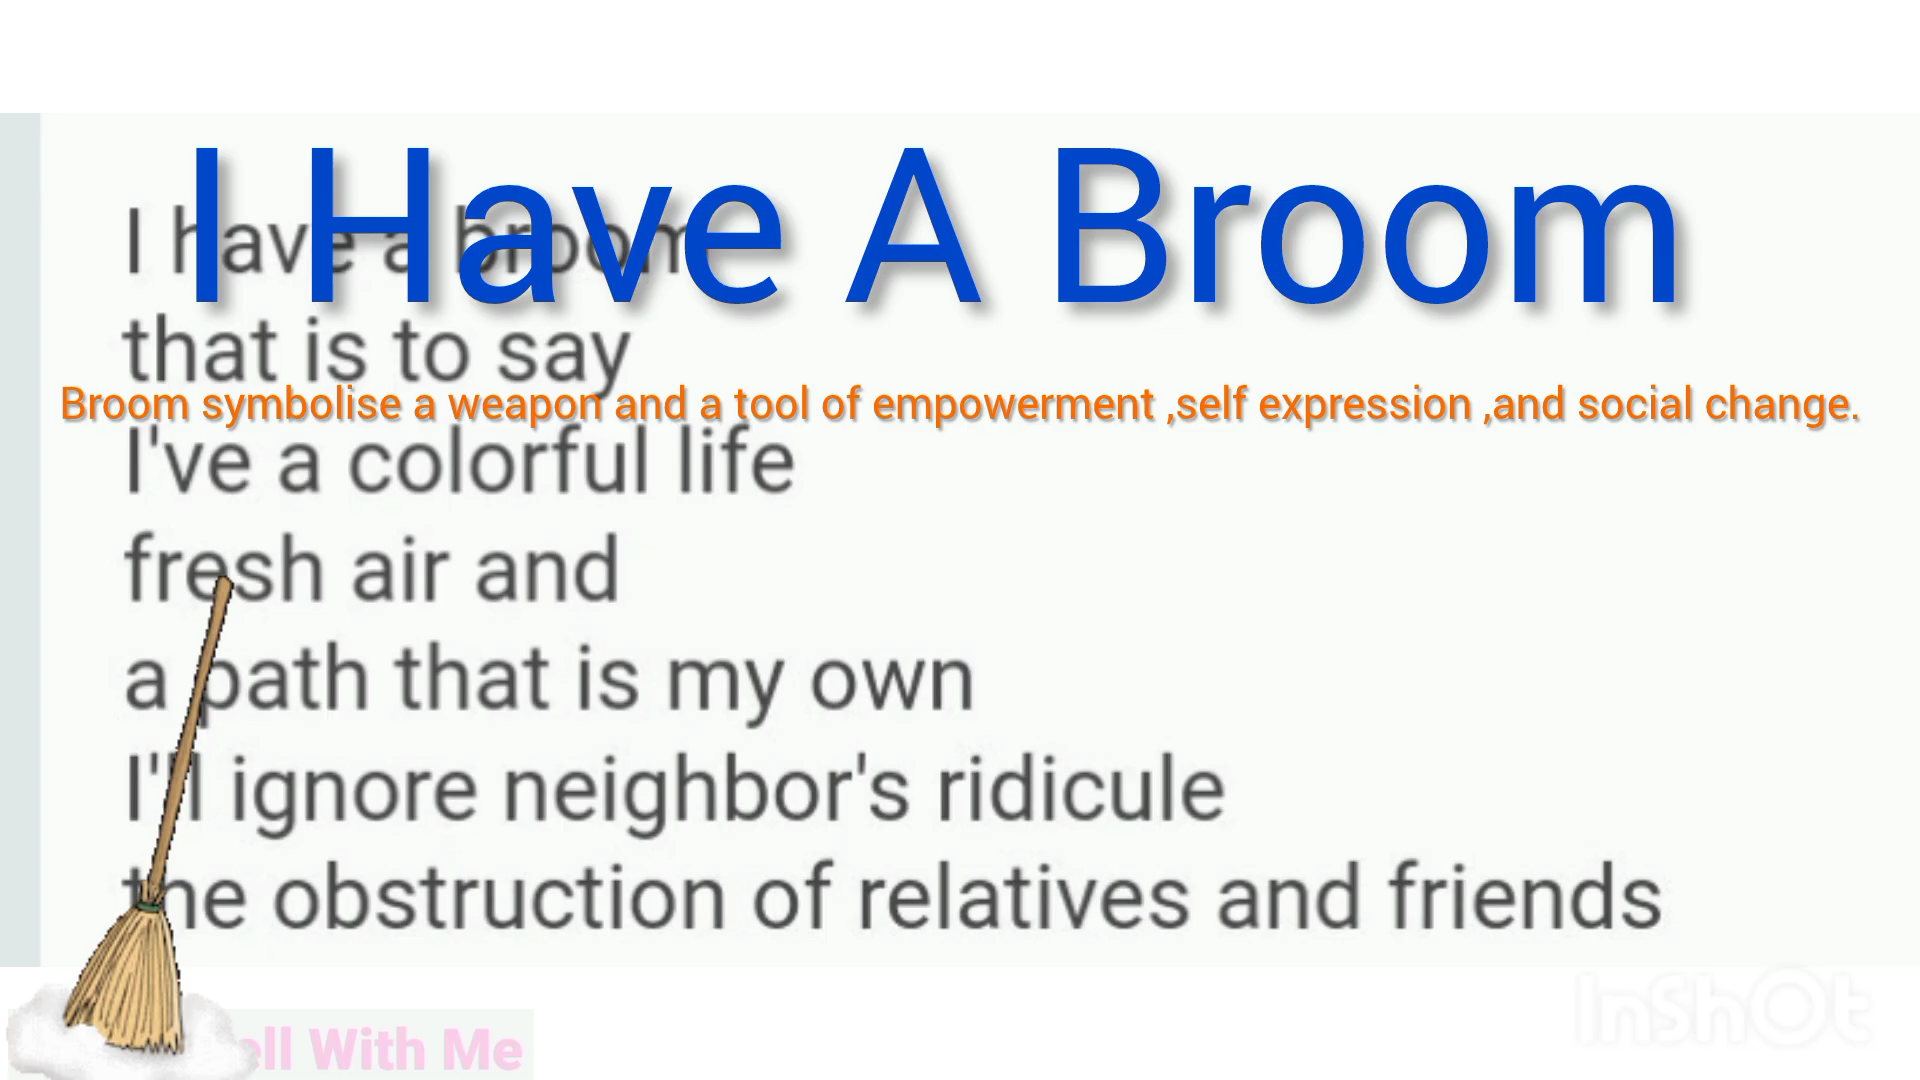 I Have A Broom
I have a broom
that is to say
Broom symbolise a weapon and a tool of empowerment ,self expression ,and social change.
I've a colorful life
fresh air and
a path that is my own
I'll ignore neighbor's ridicule
the obstruction of relatives and friends
With Me
InShOt